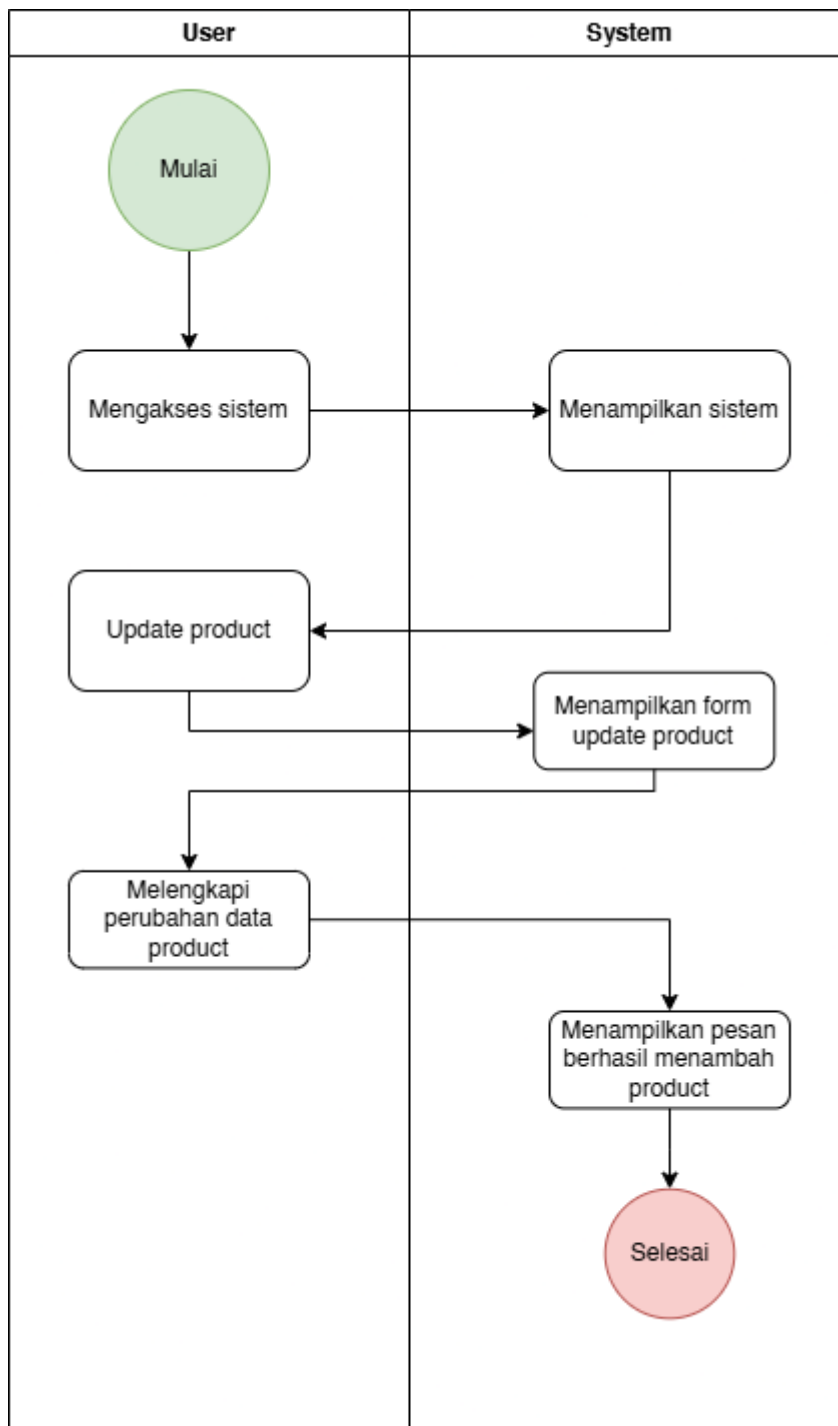 User
System
Mulai
Mengakses sistem
Menampilkan sistem
Update product
Menampilkan form
update product
Melengkapi
perubahan data
product
Menampilkan pesan
berhasil menambah
product
Selesai